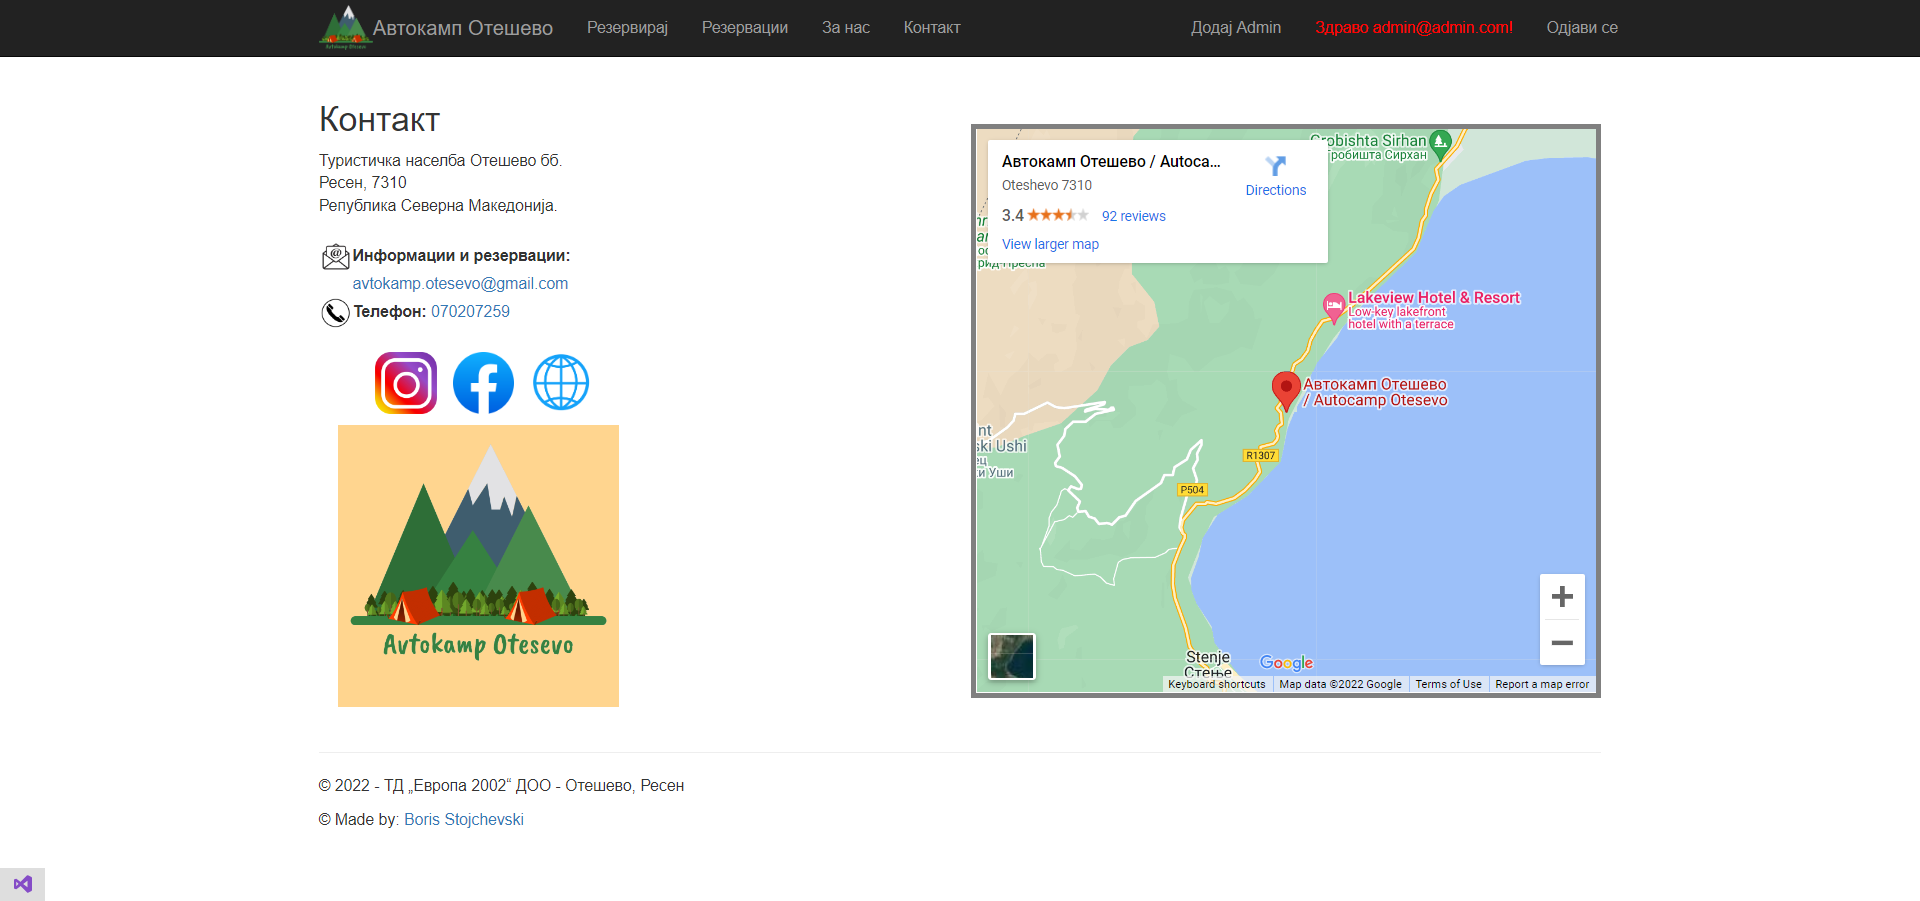 Avtokamp Otesevo
Автокамп Отешево
Резервирај
Резервации
За нас
Контакт
Додај Admin
Здраво admin@admin.com!
Одјави се
Контакт
Туристичка населба Отешево бб.
Ресен, 7310
Република Северна Македонија.
Информации и резервации:
avtokamp.otesevo@gmail.com
Телефон: 070207259
Avtokamp Otesevo
Автокамп Отешево / Autoca...
Oteshevo 7310
3.4
92 reviews
View larger map
Directions
Grobishta Sirhan
Lakeview Hotel & Resort
Low-key lakefront
hotel with a terrace
Автокамп Отешево
/ Autocamp Otesevo
R1307
P504
ski Ushi
и Уши
Stenje
Стење
Google
Keyboard shortcuts
Map data ©2022 Google
Terms of Use
Report a map error
© 2022 - ТД „Европа 2002“ ДОО - Отешево, Ресен
© Made by: Boris Stojchevski